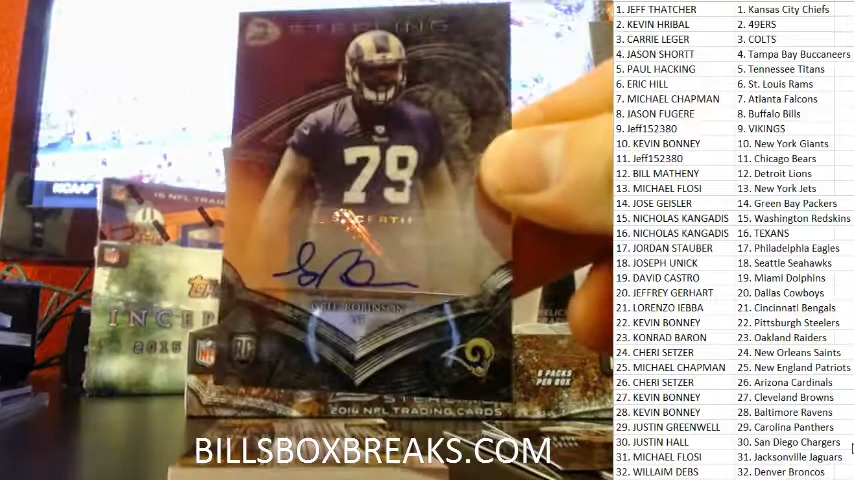 STERLING
79
GREG ROBINSON
NCAAF
15 NFL TRAD
INCEP
2015
NFL
RC
6 PACKS
PER BOX
2014 NFL TRADING CARDS
BILLSBOXBREAKS.COM
1. JEFF THATCHER 1. Kansas City Chiefs
2. KEVIN HRIBAL 2. 49ERS
3. CARRIE LEGER 3. COLTS
4. JASON SHORTT 4. Tampa Bay Buccaneers
5. PAUL HACKING 5. Tennessee Titans
6. ERIC HILL 6. St. Louis Rams
7. MICHAEL CHAPMAN 7. Atlanta Falcons
8. JASON FUGERE 8. Buffalo Bills
9. Jeff152380 9. VIKINGS
10. KEVIN BONNEY 10. New York Giants
11. Jeff152380 11. Chicago Bears
12. BILL MATHENY 12. Detroit Lions
13. MICHAEL FLOSI 13. New York Jets
14. JOSE GEISLER 14. Green Bay Packers
15. NICHOLAS KANGADIS 15. Washington Redskins
16. NICHOLAS KANGADIS 16. TEXANS
17. JORDAN STAUBER 17. Philadelphia Eagles
18. JOSEPH UNICK 18. Seattle Seahawks
19. DAVID CASTRO 19. Miami Dolphins
20. JEFFREY GERHART 20. Dallas Cowboys
21. LORENZO IEBBA 21. Cincinnati Bengals
22. KEVIN BONNEY 22. Pittsburgh Steelers
23. KONRAD BARON 23. Oakland Raiders
24. CHERI SETZER 24. New Orleans Saints
25. MICHAEL CHAPMAN 25. New England Patriots
26. CHERI SETZER 26. Arizona Cardinals
27. KEVIN BONNEY 27. Cleveland Browns
28. KEVIN BONNEY 28. Baltimore Ravens
29. JUSTIN GREENWELL 29. Carolina Panthers
30. JUSTIN HALL 30. San Diego Chargers
31. MICHAEL FLOSI 31. Jacksonville Jaguars
32. WILLAIM DEBS 32. Denver Broncos